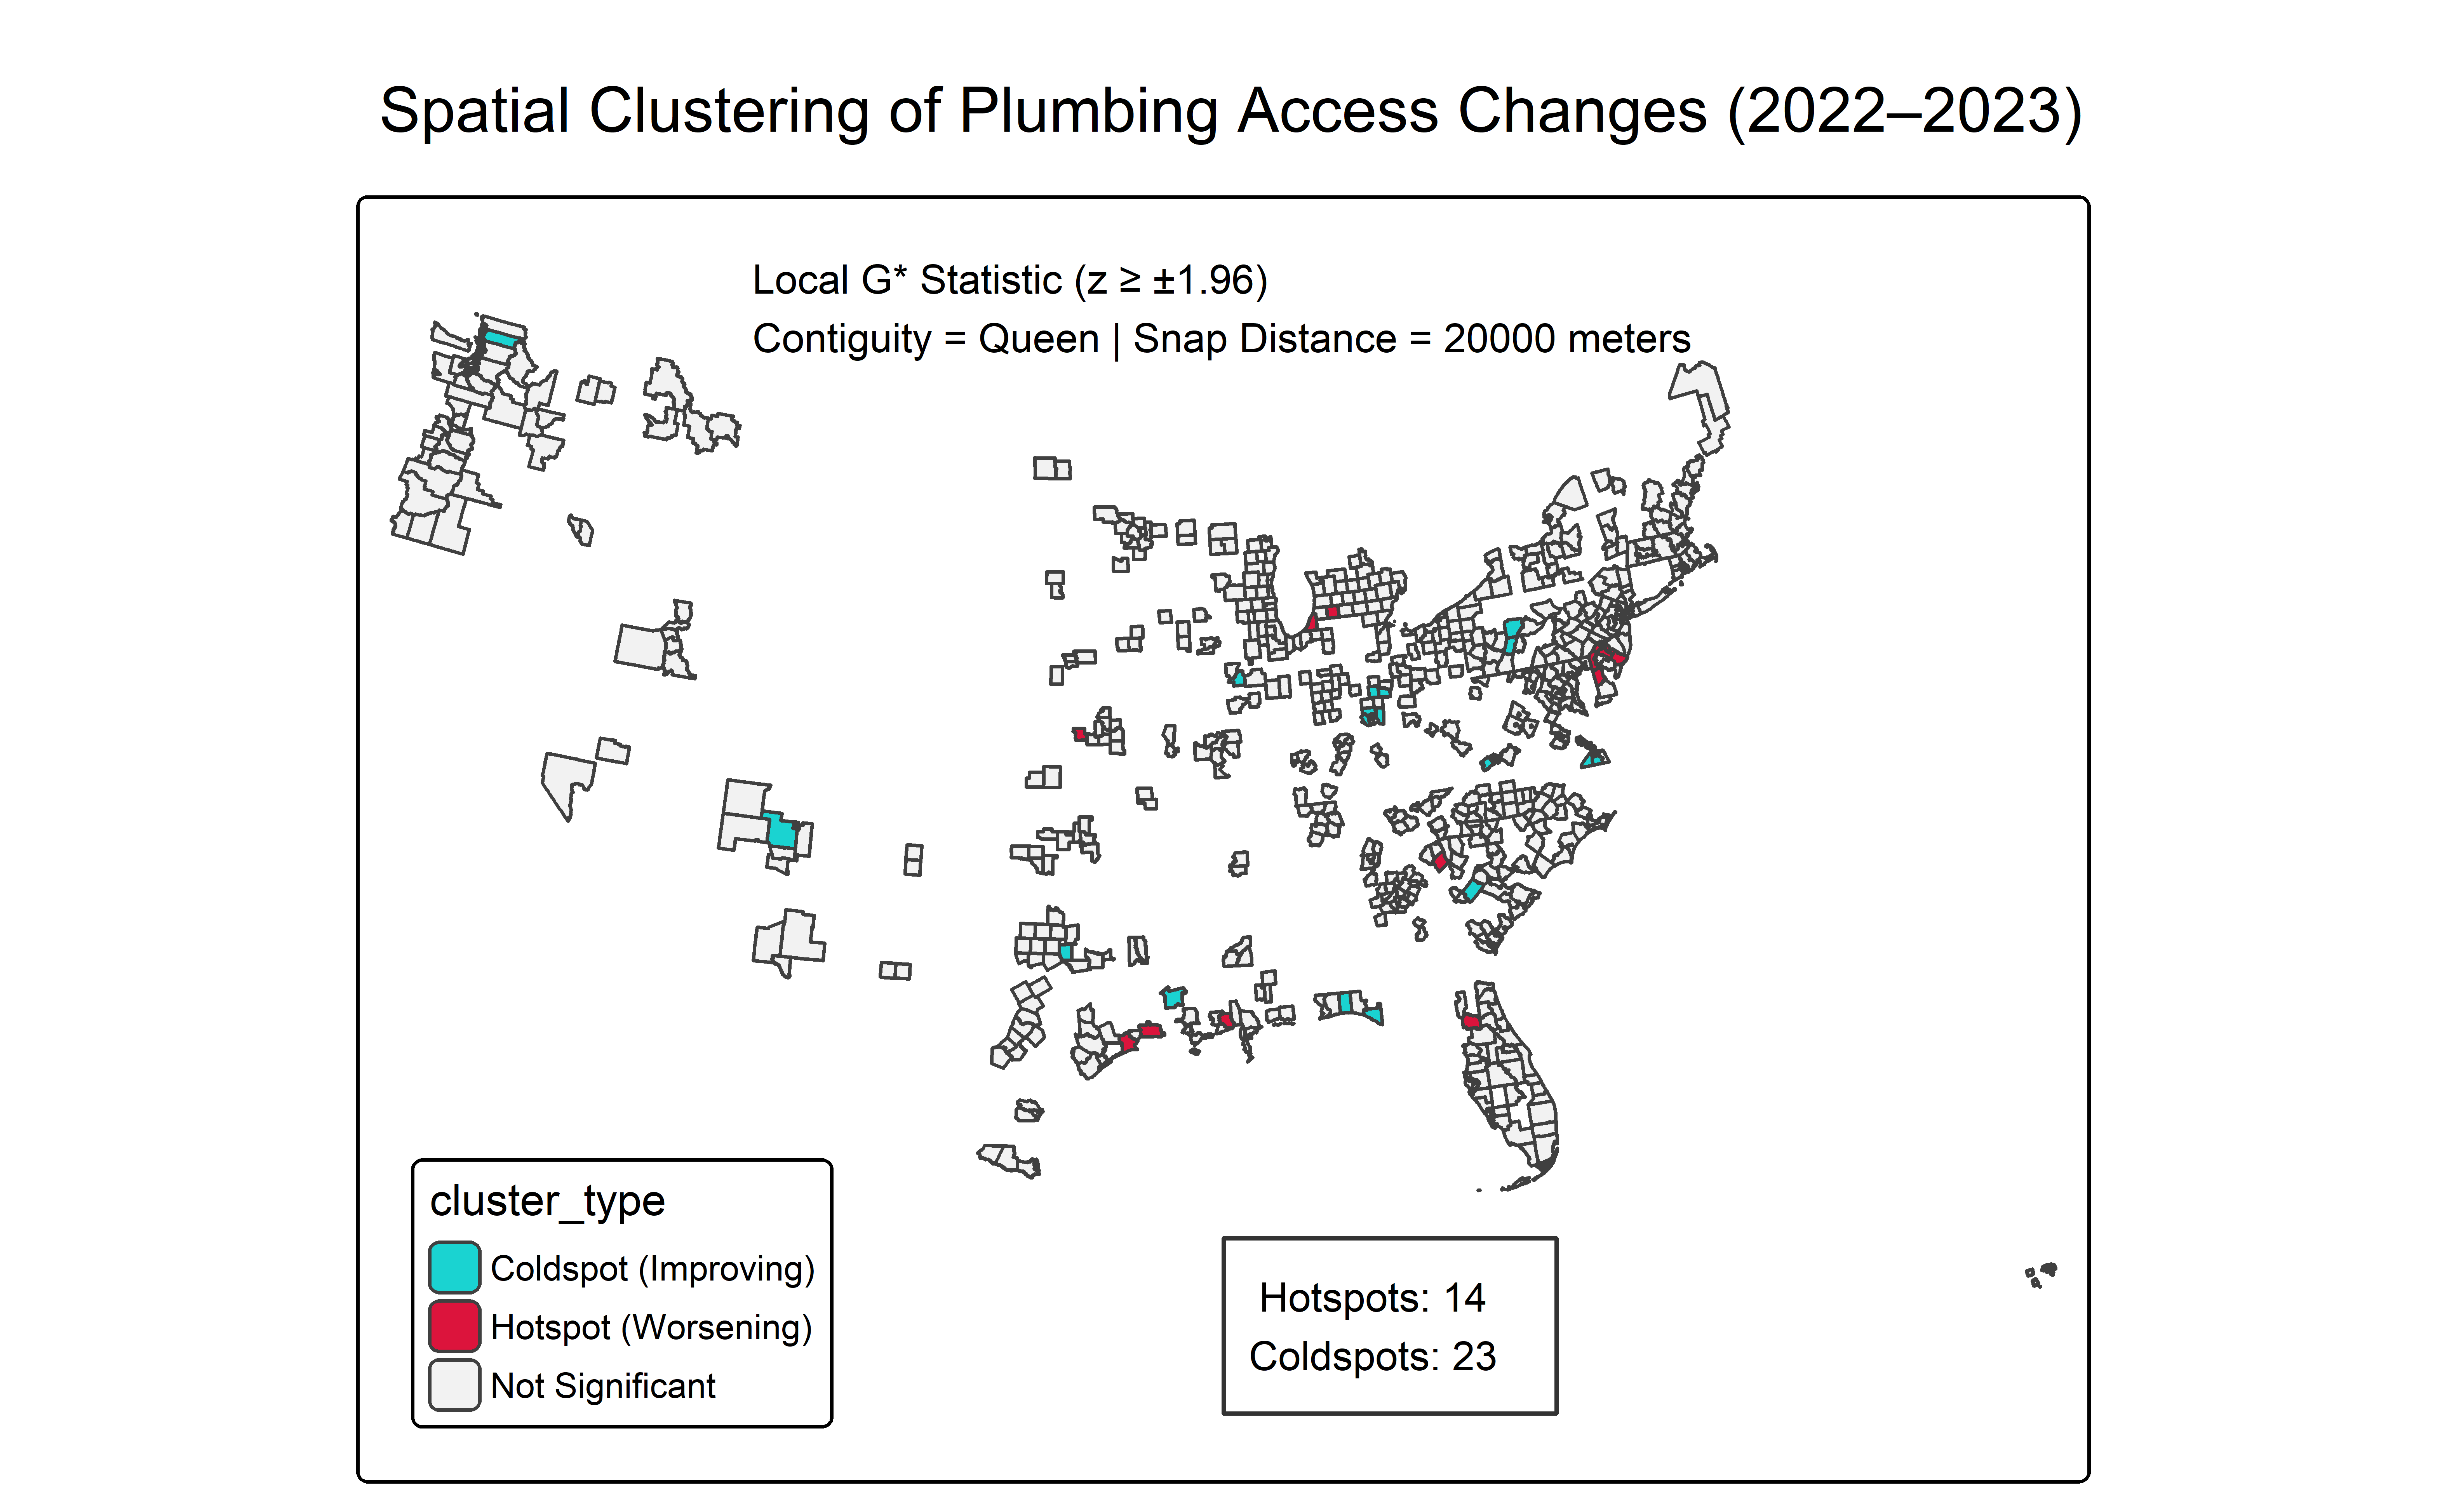 Spatial Clustering of Plumbing Access Changes (2022–2023)
Local G* Statistic (z ≥ ±1.96)
Contiguity = Queen | Snap Distance = 20000 meters
cluster_type
Coldspot (Improving)
Hotspot (Worsening)
Not Significant
Hotspots: 14
Coldspots: 23